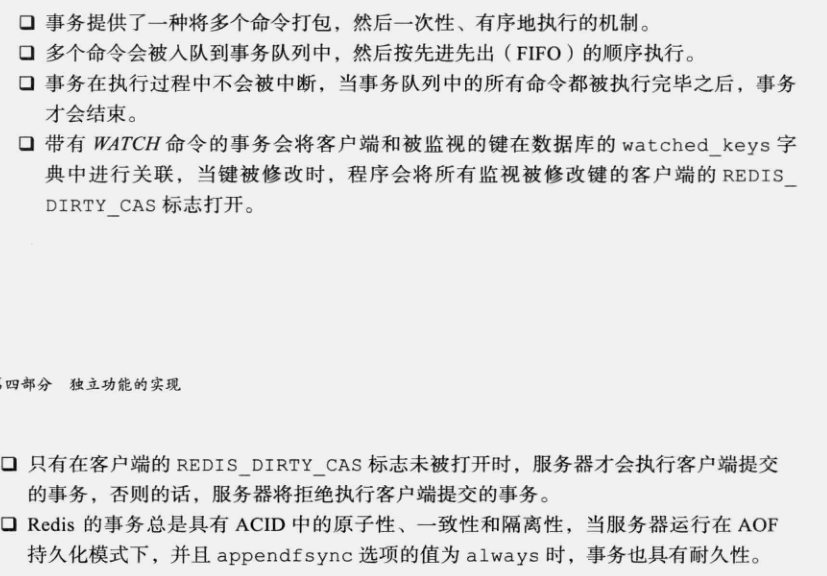 ❑ 事务提供了一种将多个命令打包，然后一次性、有序地执行的机制。
❑ 多个命令会被入队到事务队列中，然后按先进先出（FIFO）的顺序执行。
❑ 事务在执行过程中不会被中断，当事务队列中的所有命令都被执行完毕之后，事务
才会结束。
❑ 带有 WATCH 命令的事务会将客户端和被监视的键在数据库的 watched_keys 字
典中进行关联，当键被修改时，程序会将所有监视被修改键的客户端的 REDIS_
DIRTY_CAS 标志打开。
四部分 独立功能的实现
❑ 只有在客户端的 REDIS_DIRTY_CAS 标志未被打开时，服务器才会执行客户端提交
的事务，否则的话，服务器将拒绝执行客户端提交的事务。
❑ Redis 的事务总是具有 ACID 中的原子性、一致性和隔离性，当服务器运行在 AOF
持久化模式下，并且 appendfsync 选项的值为 always 时，事务也具有耐久性。